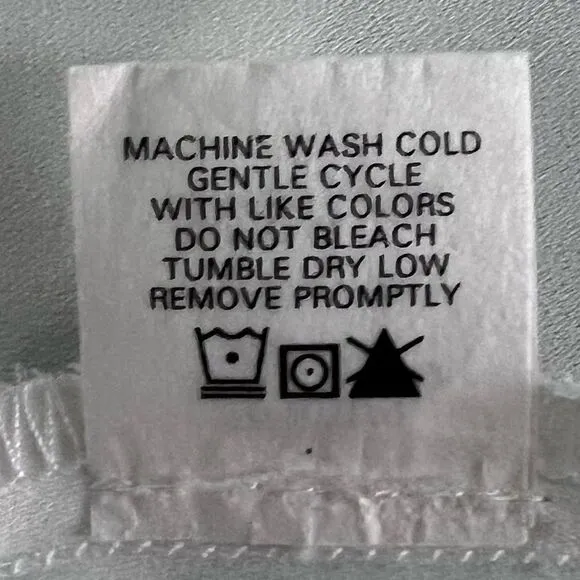 MACHINE WASH COLD
GENTLE CYCLE
WITH LIKE COLORS
DO NOT BLEACH
TUMBLE DRY LOW
REMOVE PROMPTLY